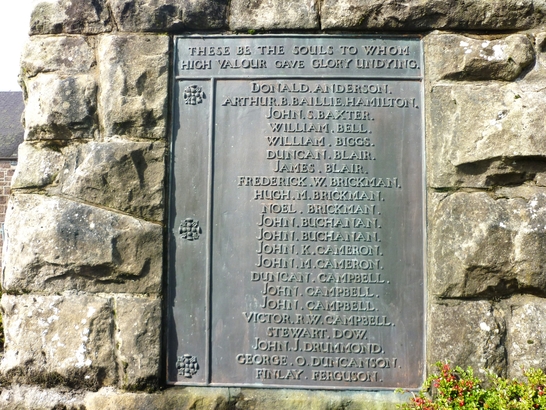 THESE BE THE SOULS TO WHOM
HIGH VALOUR GAVE GLORY UNDYING.
DONALD. ANDERSON.
ARTHUR. B. BAILLIE. HAMILTON.
JOHN. S. BAXTER.
WILLIAM. BELL.
WILLIAM. BIGGS.
DUNCAN. BLAIR.
JAMES. BLAIR.
FREDERICK. W. BRICKMAN.
HUGH. M. BRICKMAN.
NOEL. BRICKMAN.
JOHN. BUCHANAN.
JOHN. BUCHANAN.
JOHN. K. CAMERON.
JOHN. M. CAMERON.
DUNCAN. CAMPBELL.
JOHN. CAMPBELL.
JOHN. CAMPBELL.
VICTOR. R. W. CAMPBELL.
STEWART. DOW.
JOHN. J. DRUMMOND.
GEORGE. O. DUNCANSON.
FINLAY. FERGUSON.